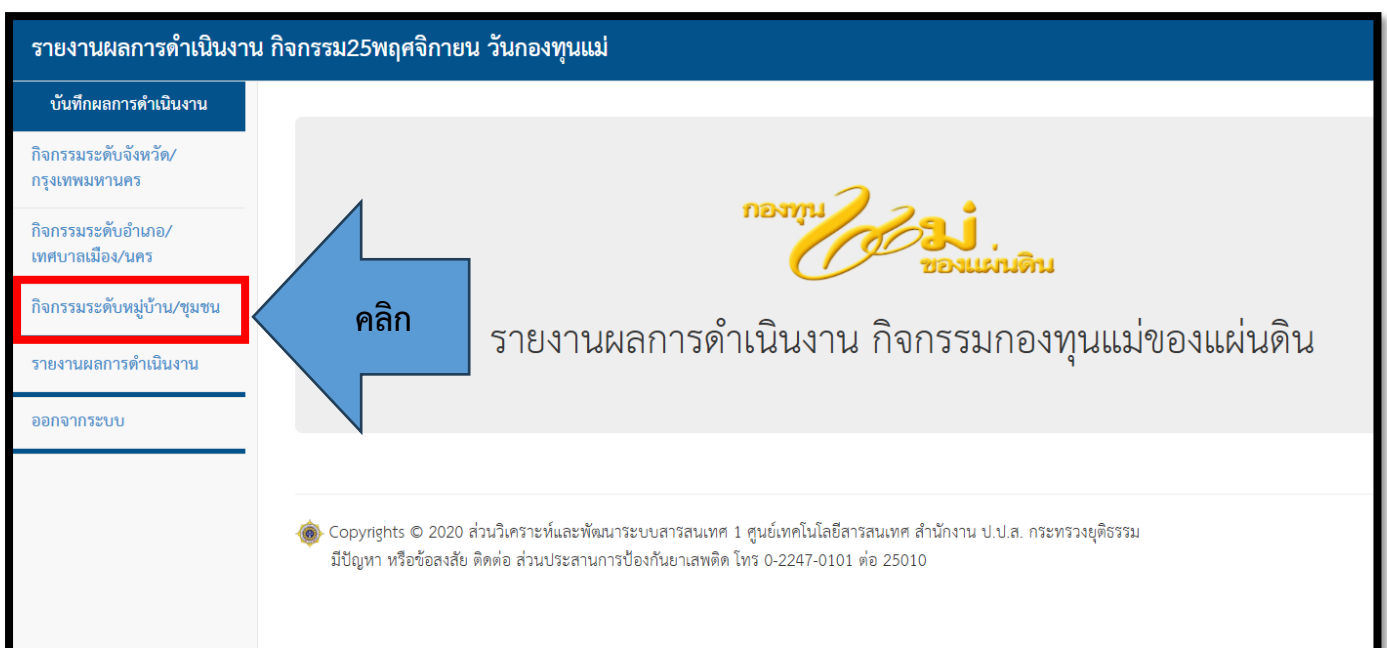 รายงานผลการดำเนินงาน กิจกรรม25พฤศจิกายน วันกองทุนแม่
บันทึกผลการดำเนินงาน
กิจกรรมระดับจังหวัด/
กรุงเทพมหานคร
กิจกรรมระดับอำเภอ/
เทศบาลเมือง/นคร
กิจกรรมระดับหมู่บ้าน/ชุมชน
รายงานผลการดำเนินงาน
ออกจากระบบ
คลิก
กองทุน
แม่
ของแผ่นดิน
รายงานผลการดำเนินงาน กิจกรรมกองทุนแม่ของแผ่นดิน
Copyrights © 2020 ส่วนวิเคราะห์และพัฒนาระบบสารสนเทศ 1 ศูนย์เทคโนโลยีสารสนเทศ สำนักงาน ป.ป.ส. กระทรวงยุติธรรม
มีปัญหา หรือข้อสงสัย ติดต่อ ส่วนประสานการป้องกันยาเสพติด โทร 0-2247-0101 ต่อ 25010